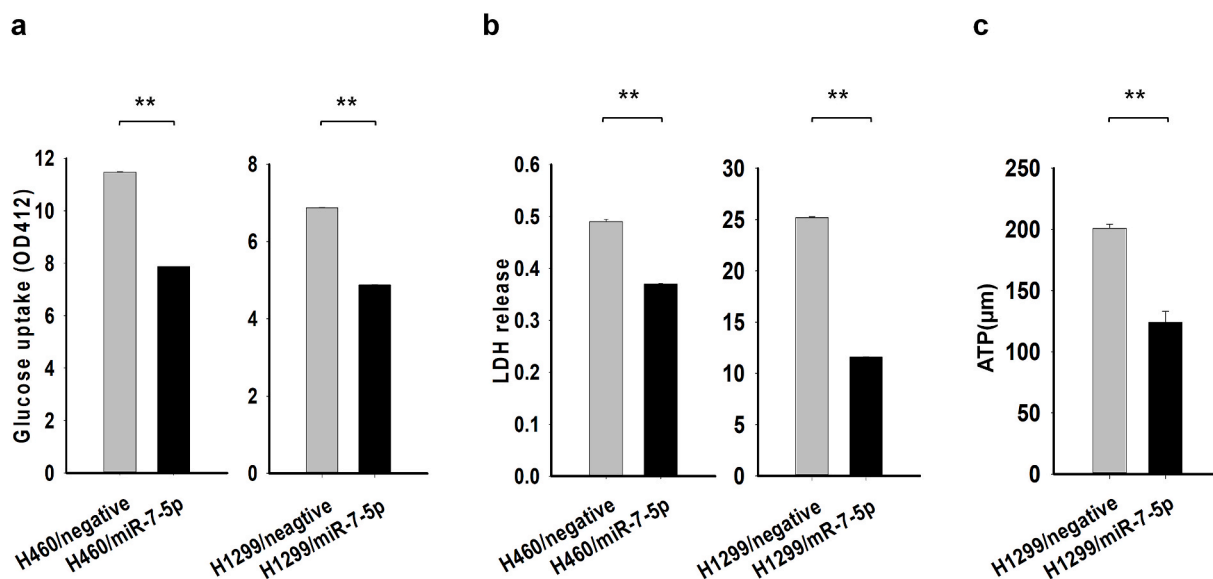 a
b
c
**
**
**
**
**
Glucose uptake (OD412)
12
10
8
6
4
2
0
H460/negative
H460/miR-7-5p
8
6
4
2
0
H1299/neagtive
H1299/miR-7-5p
LDH release
0.6
0.5
0.4
0.3
0.2
0.1
0.0
H460/negative
H460/miR-7-5p
30
25
20
15
10
5
0
H1299/negative
H1299/mR-7-5p
ATP(µm)
250
200
150
100
50
0
H1299/negative
H1299/miR-7-5p